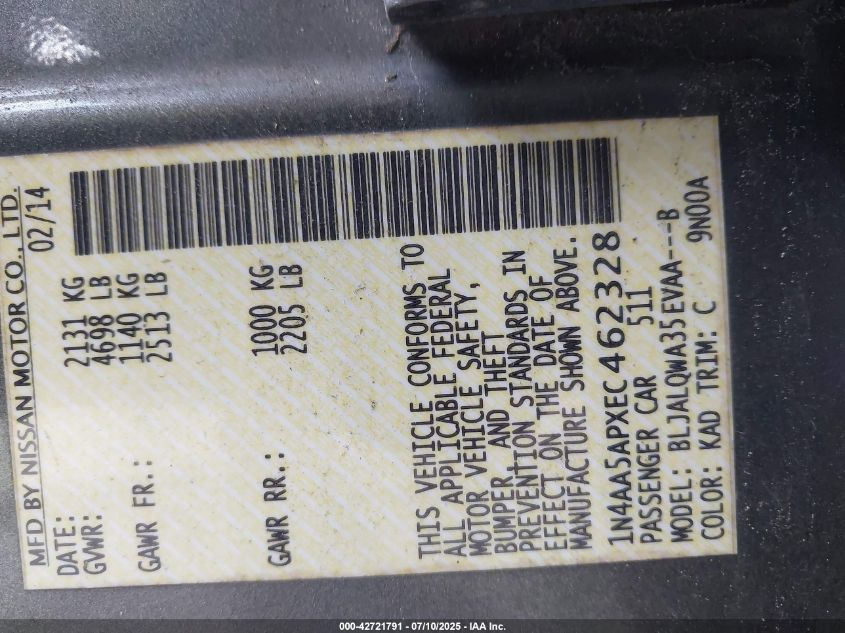 MFD BY NISSAN MOTOR CO., LTD.
DATE: 02/14
GVWR: 2131 KG
4698 LB
GAWR FR.: 1140 KG
2513 LB
GAWR RR.: 1000 KG
2205 LB
THIS VEHICLE CONFORMS TO
ALL APPLICABLE FEDERAL
MOTOR VEHICLE SAFETY,
BUMPER AND THEFT
PREVENTION STANDARDS IN
EFFECT ON THE DATE OF
MANUFACTURE SHOWN ABOVE.
1N4AA5APXEC462328
PASSENGER CAR 511
MODEL: BLJALQWA35EVAA---B
COLOR: KAD TRIM: C 9N00A
000-42721791 - 07/10/2025 - IAA Inc.